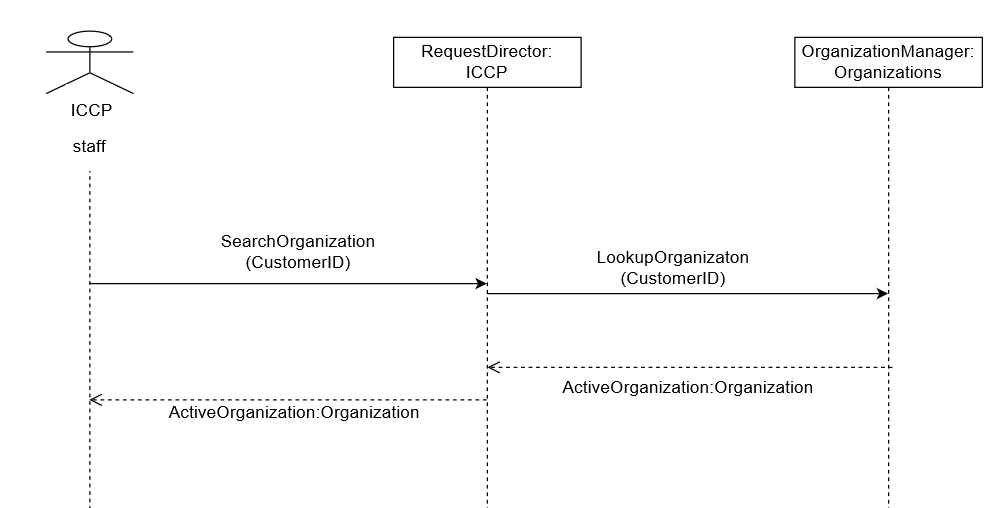 RequestDirector:
ICCP
OrganizationManager:
Organizations
ICCP
staff
SearchOrganization
(CustomerID)
LookupOrganizaton
(CustomerID)
ActiveOrganization:Organization
ActiveOrganization:Organization